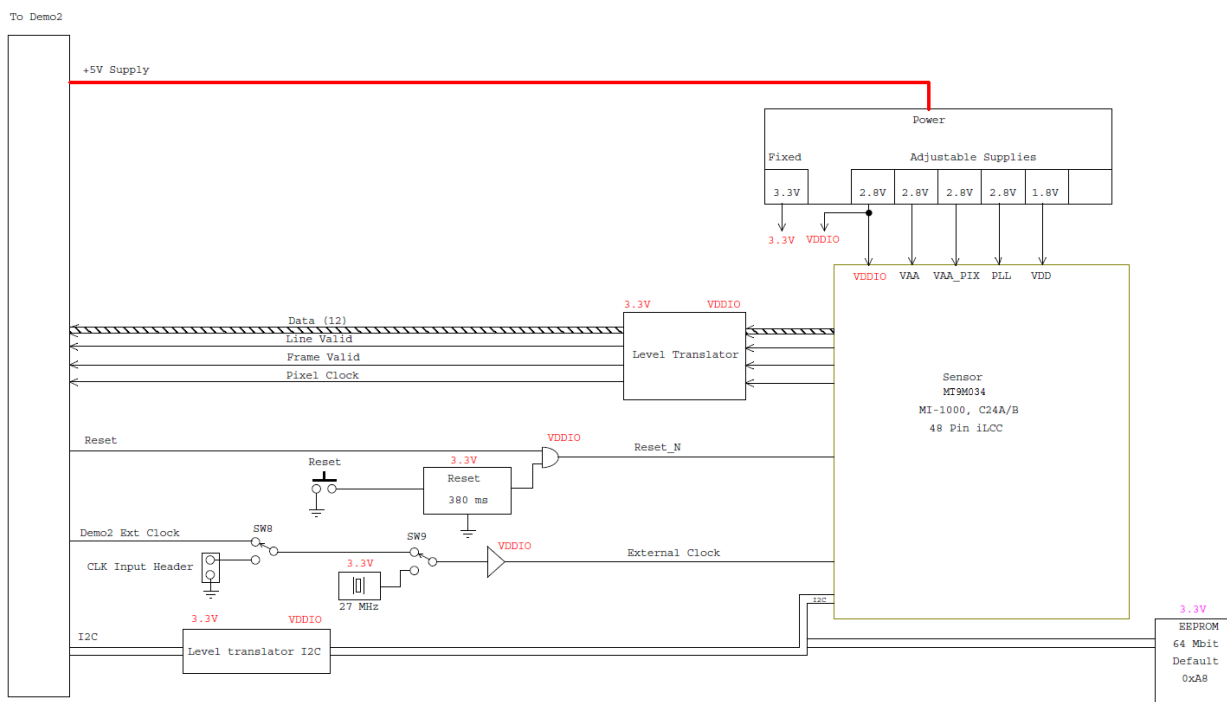 To Demo2
+5V Supply
Power
Fixed
Adjustable Supplies
3.3V
2.8V
2.8V
2.8V
2.8V
1.8V
3.3V
VDDIO
VDDIO
VAA
VAA_PIX
PLL
VDD
3.3V
VDDIO
Data (12)
Line Valid
Frame Valid
Pixel Clock
Level Translator
Sensor
MT9M034
MI-1000, C24A/B
48 Pin iLCC
Reset
VDDIO
Reset_N
Reset
3.3V
Reset
380 ms
Demo2 Ext Clock
SW8
SW9
VDDIO
External Clock
CLK Input Header
3.3V
27 MHz
I2C
3.3V
VDDIO
I2C
Level translator I2C
3.3V
EEPROM
64 Mbit
Default
0xA8